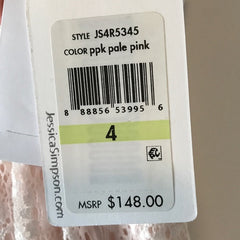 STYLE JS4R5345
COLOR ppk pale pink
8 88856 53995 6
4
MSRP $148.00
JessicaSimpson.com